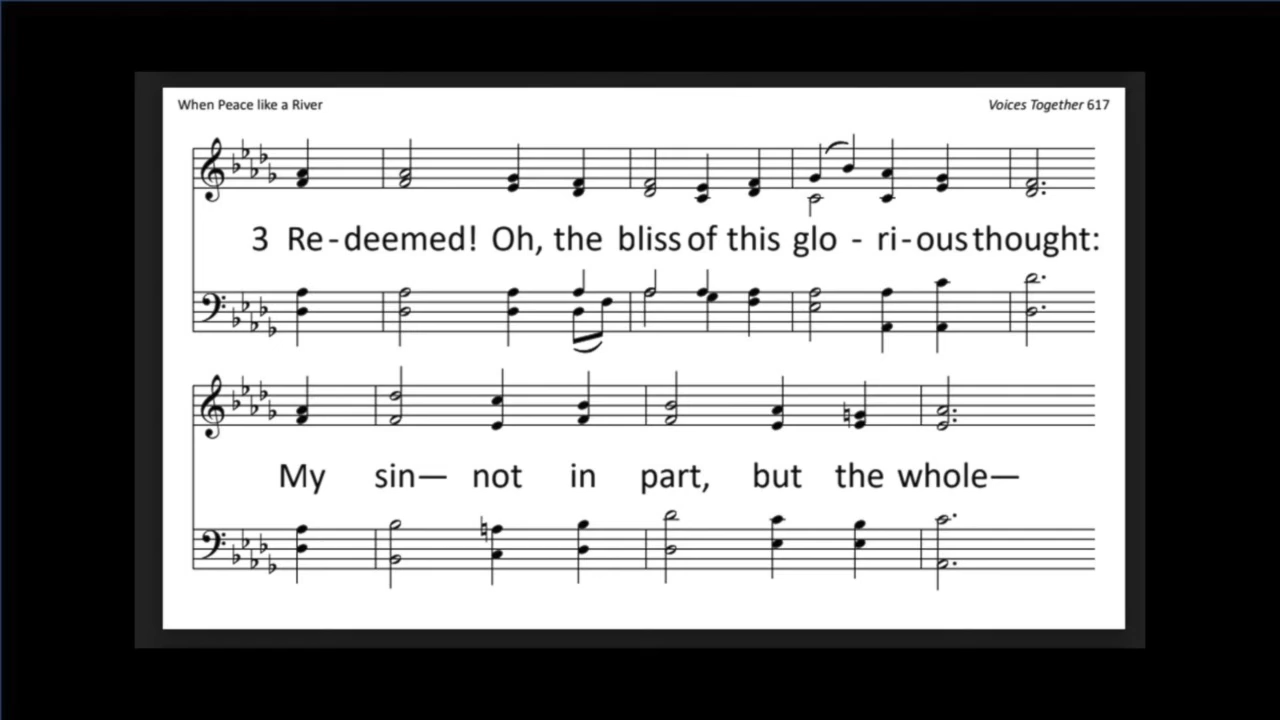 When Peace like a River Voices Together 617
3 Re-deemed! Oh, the bliss of this glo - ri-ous thought:
My sin— not in part, but the whole—